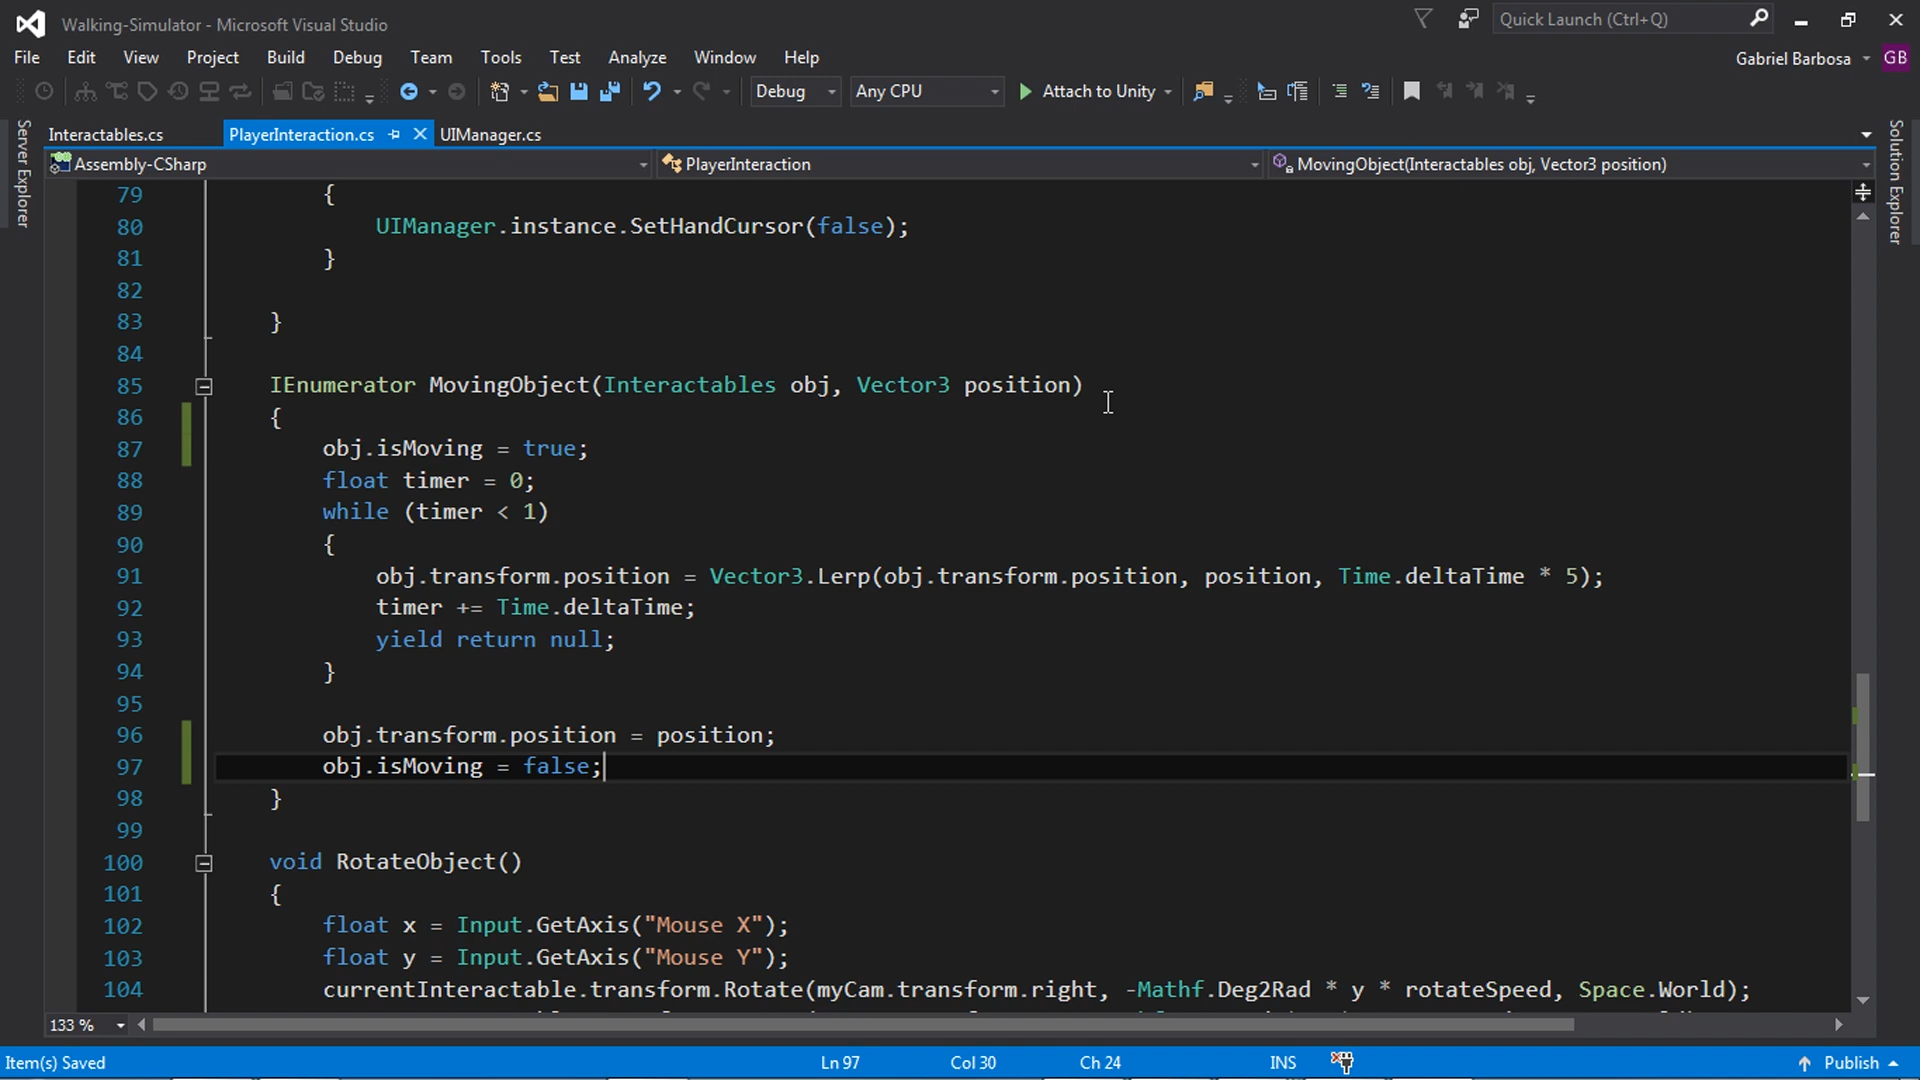 Walking-Simulator - Microsoft Visual Studio
Quick Launch (Ctrl+Q)
File Edit View Project Build Debug Team Tools Test Analyze Window Help
Gabriel Barbosa GB
Debug Any CPU Attach to Unity
Server Explorer
Solution Explorer
Interactables.cs PlayerInteraction.cs UIManager.cs
Assembly-CSharp PlayerInteraction MovingObject(Interactables obj, Vector3 position)
79 {
80 UIManager.instance.SetHandCursor(false);
81 }
82
83 }
84
85 IEnumerator MovingObject(Interactables obj, Vector3 position)
86 {
87 obj.isMoving = true;
88 float timer = 0;
89 while (timer < 1)
90 {
91 obj.transform.position = Vector3.Lerp(obj.transform.position, position, Time.deltaTime * 5);
92 timer += Time.deltaTime;
93 yield return null;
94 }
95
96 obj.transform.position = position;
97 obj.isMoving = false;
98 }
99
100 void RotateObject()
101 {
102 float x = Input.GetAxis("Mouse X");
103 float y = Input.GetAxis("Mouse Y");
104 currentInteractable.transform.Rotate(myCam.transform.right, -Mathf.Deg2Rad * y * rotateSpeed, Space.World);
133 %
Item(s) Saved Ln 97 Col 30 Ch 24 INS Publish